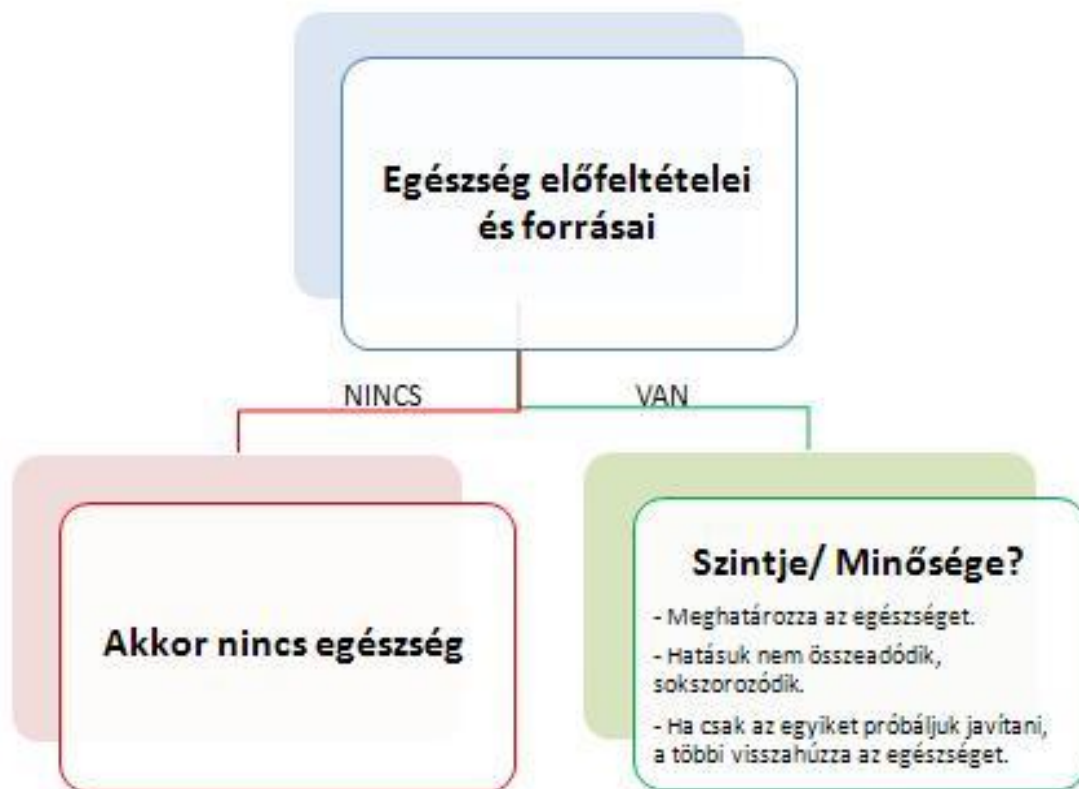 Egészség előfeltételei
és forrásai
NINCS
VAN
Akkor nincs egészség
Szintje/ Minősége?
- Meghatározza az egészséget.
- Hatásuk nem összeadódik,
sokszorozódik.
- Ha csak az egyiket próbáljuk javítani,
a többi visszahúzza az egészséget.